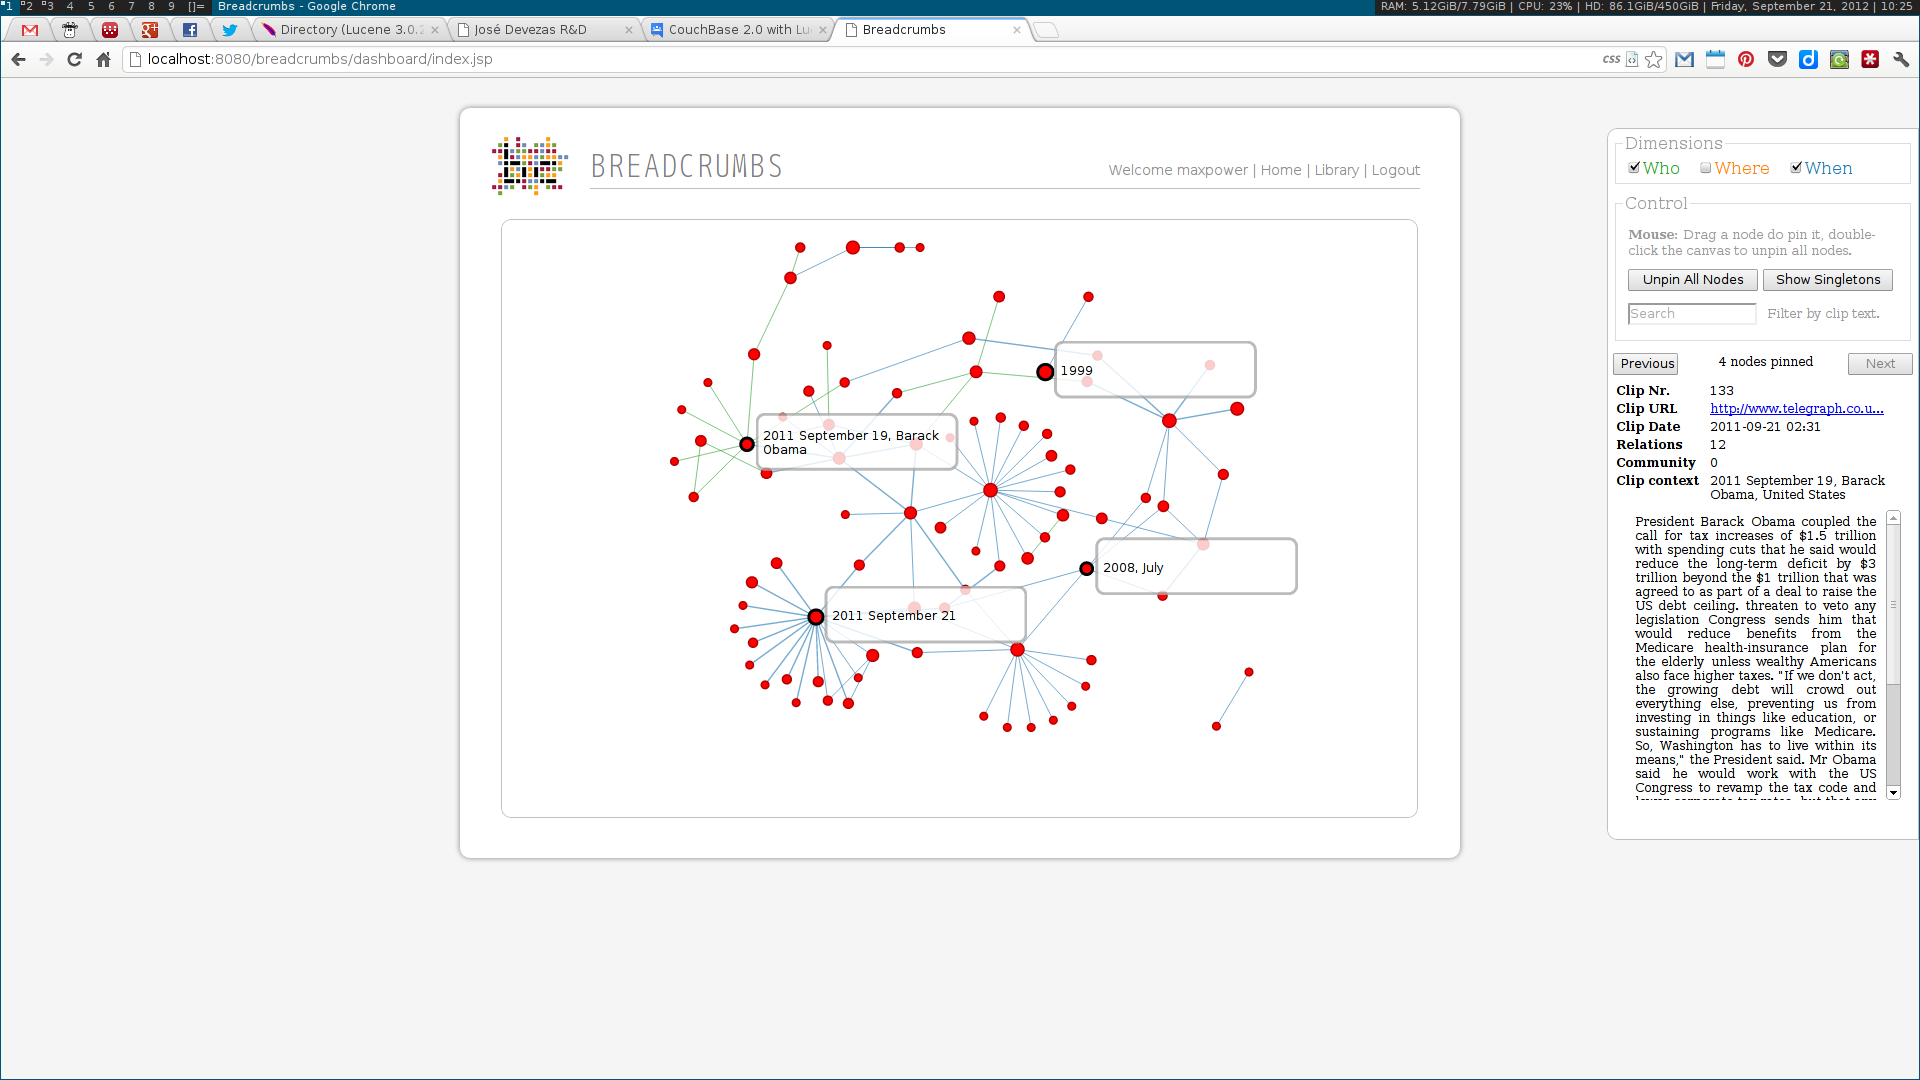 1 2 3 4 5 6 7 8 9 []= Breadcrumbs - Google Chrome
RAM: 5.12GiB/7.79GiB | CPU: 23% | HD: 86.1GiB/450GiB | Friday, September 21, 2012 | 10:25
Directory (Lucene 3.0.
José Devezas R&D
CouchBase 2.0 with Lu
Breadcrumbs
localhost:8080/breadcrumbs/dashboard/index.jsp
css
BREADCRUMBS
Welcome maxpower | Home | Library | Logout
1999
2011 September 19, Barack
Obama
2008, July
2011 September 21
Dimensions
Who Where When
Control
Mouse: Drag a node do pin it, double-
click the canvas to unpin all nodes.
Unpin All Nodes Show Singletons
Search Filter by clip text.
Previous 4 nodes pinned Next
Clip Nr. 133
Clip URL http://www.telegraph.co.u...
Clip Date 2011-09-21 02:31
Relations 12
Community 0
Clip context 2011 September 19, Barack
Obama, United States
President Barack Obama coupled the
call for tax increases of $1.5 trillion
with spending cuts that he said would
reduce the long-term deficit by $3
trillion beyond the $1 trillion that was
agreed to as part of a deal to raise the
US debt ceiling. threaten to veto any
legislation Congress sends him that
would reduce benefits from the
Medicare health-insurance plan for
the elderly unless wealthy Americans
also face higher taxes. "If we don't act,
the growing debt will crowd out
everything else, preventing us from
investing in things like education, or
sustaining programs like Medicare.
So, Washington has to live within its
means," the President said. Mr Obama
said he would work with the US
Congress to revamp the tax code and